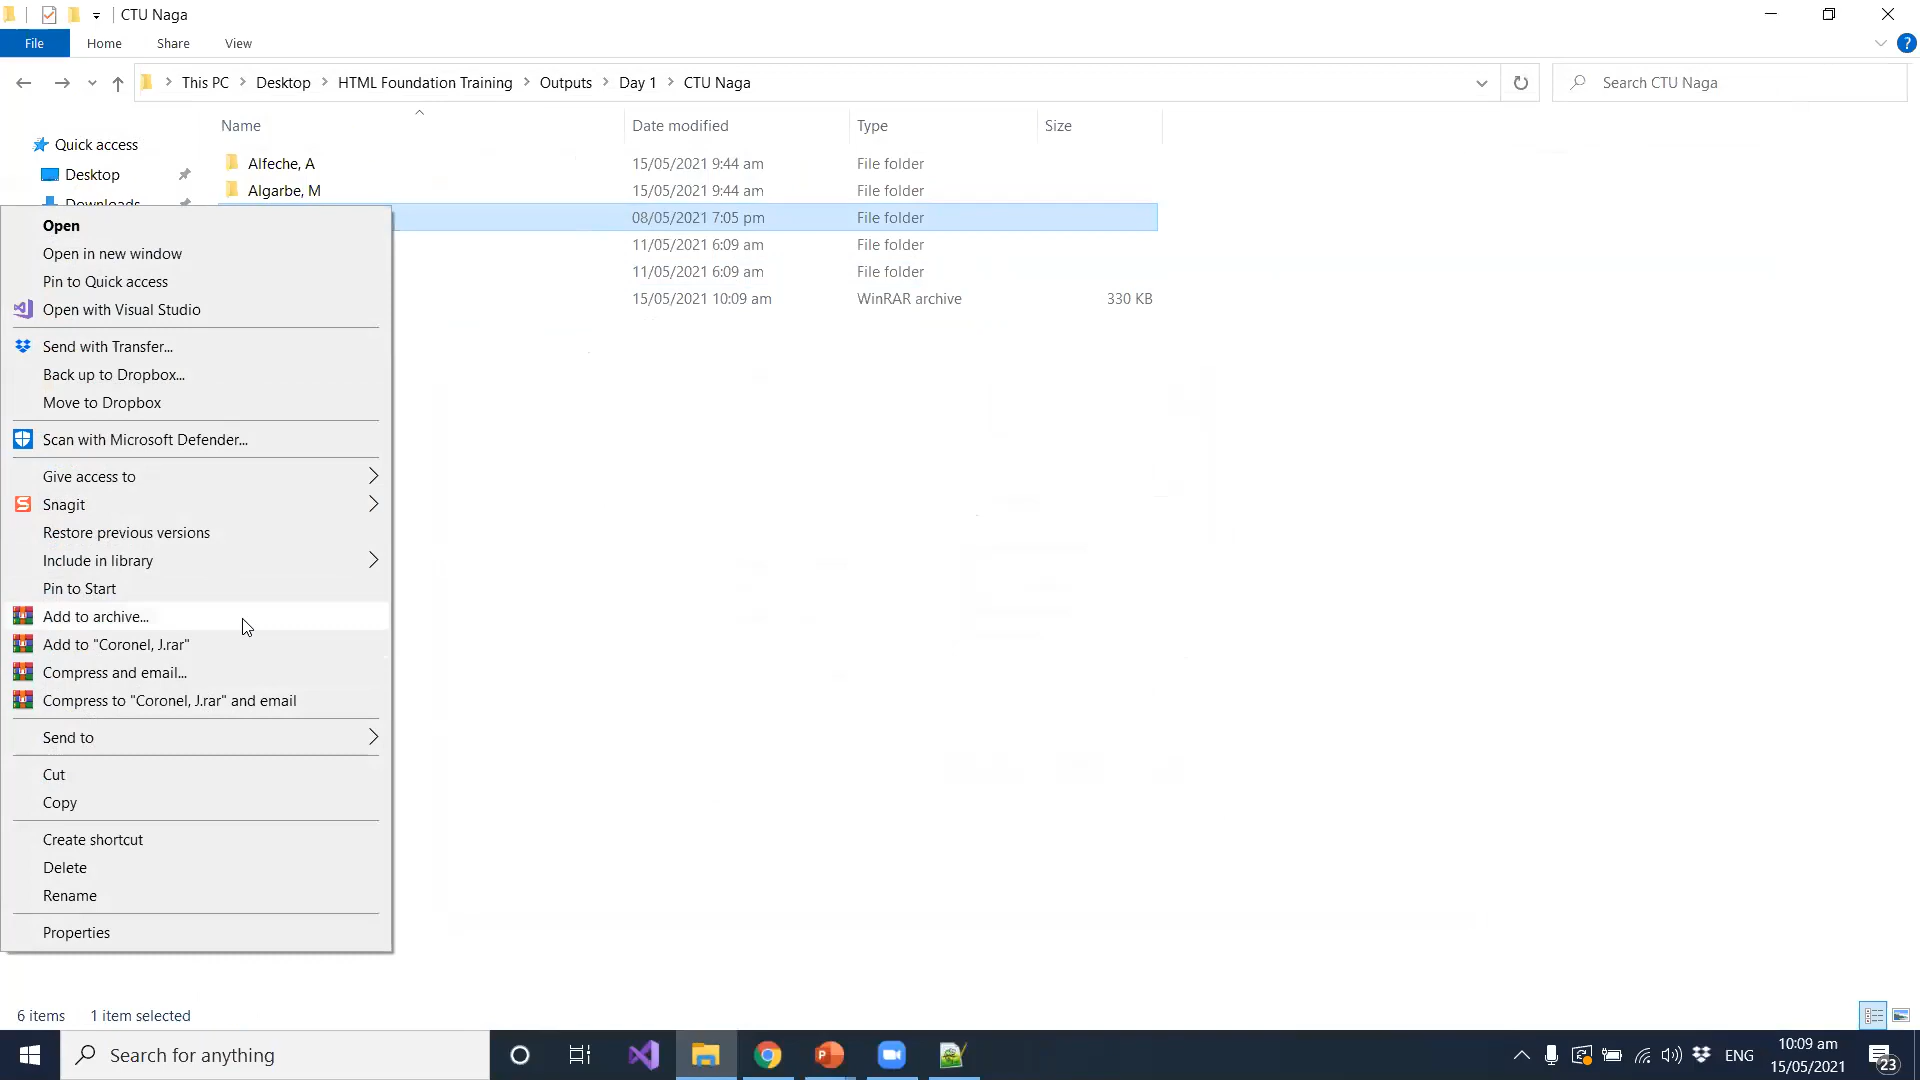 CTU Naga
File
Home
Share
View
?
This PC
Desktop
HTML Foundation Training
Outputs
Day 1
CTU Naga
Search CTU Naga
Name
Date modified
Type
Size
Quick access
Desktop
Downloads
Alfeche, A
15/05/2021 9:44 am
File folder
Algarbe, M
15/05/2021 9:44 am
File folder
08/05/2021 7:05 pm
File folder
11/05/2021 6:09 am
File folder
11/05/2021 6:09 am
File folder
15/05/2021 10:09 am
WinRAR archive
330 KB
Open
Open in new window
Pin to Quick access
Open with Visual Studio
Send with Transfer...
Back up to Dropbox...
Move to Dropbox
Scan with Microsoft Defender...
Give access to
Snagit
Restore previous versions
Include in library
Pin to Start
Add to archive...
Add to "Coronel, J.rar"
Compress and email...
Compress to "Coronel, J.rar" and email
Send to
Cut
Copy
Create shortcut
Delete
Rename
Properties
6 items
1 item selected
Search for anything
ENG
10:09 am
15/05/2021
23